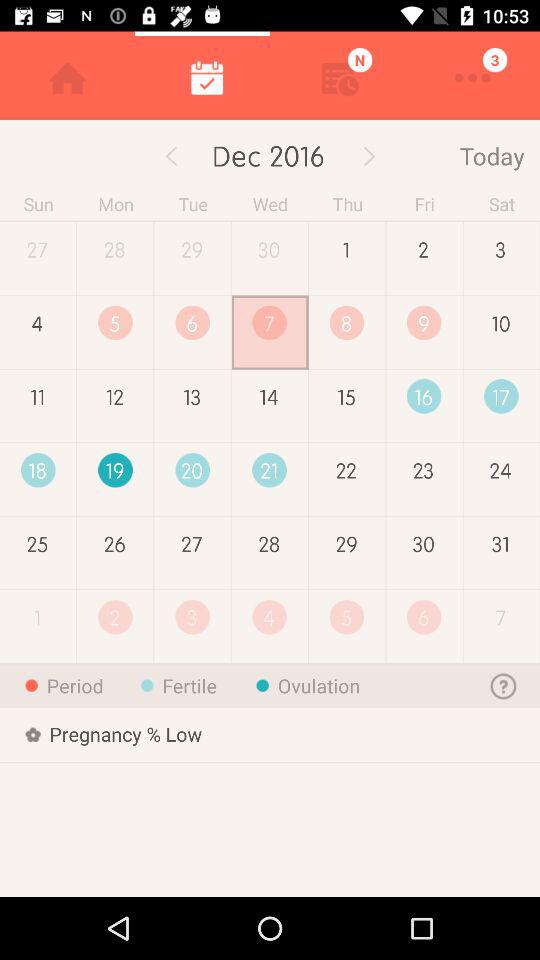 N FAKE 10:53
N 3
Dec 2016 Today
Sun Mon Tue Wed Thu Fri Sat
27 28 29 30 1 2 3
4 5 6 7 8 9 10
11 12 13 14 15 16 17
18 19 20 21 22 23 24
25 26 27 28 29 30 31
1 2 3 4 5 6 7
Period Fertile Ovulation ?
Pregnancy % Low